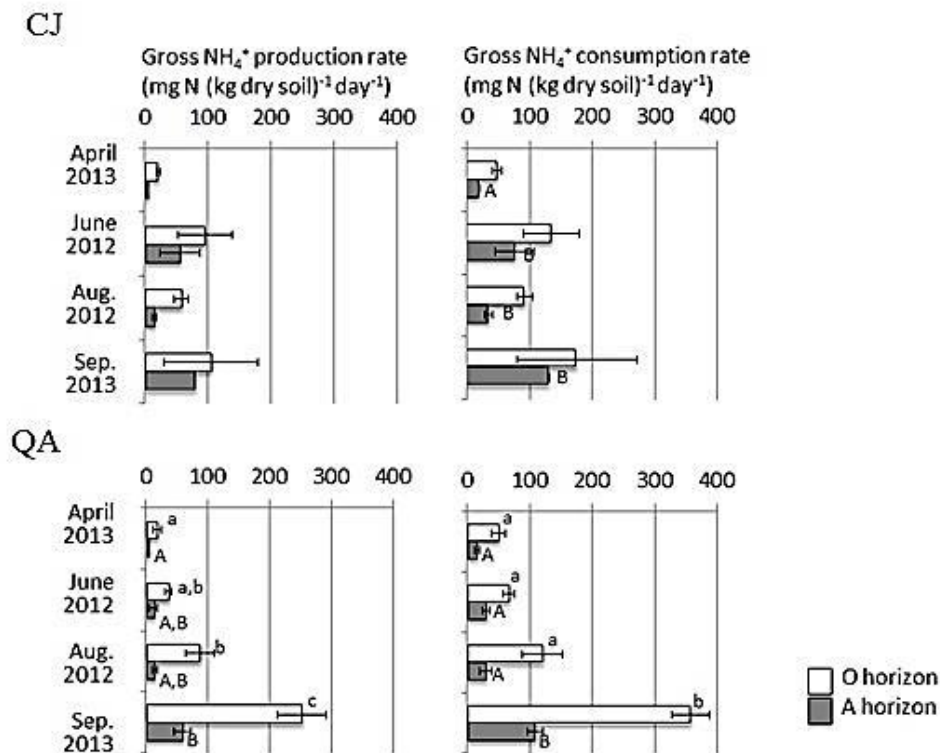 CJ
Gross NH₄⁺ production rate
(mg N (kg dry soil)⁻¹ day⁻¹)
0 100 200 300 400
Gross NH₄⁺ consumption rate
(mg N (kg dry soil)⁻¹ day⁻¹)
0 100 200 300 400
April
2013
A
June
2012
B
Aug.
2012
B
Sep.
2013
B
QA
0 100 200 300 400
0 100 200 300 400
April
2013
a
A
a
A
June
2012
a,b
A,B
a
A
Aug.
2012
b
A,B
a
A
Sep.
2013
c
B
b
B
O horizon
A horizon